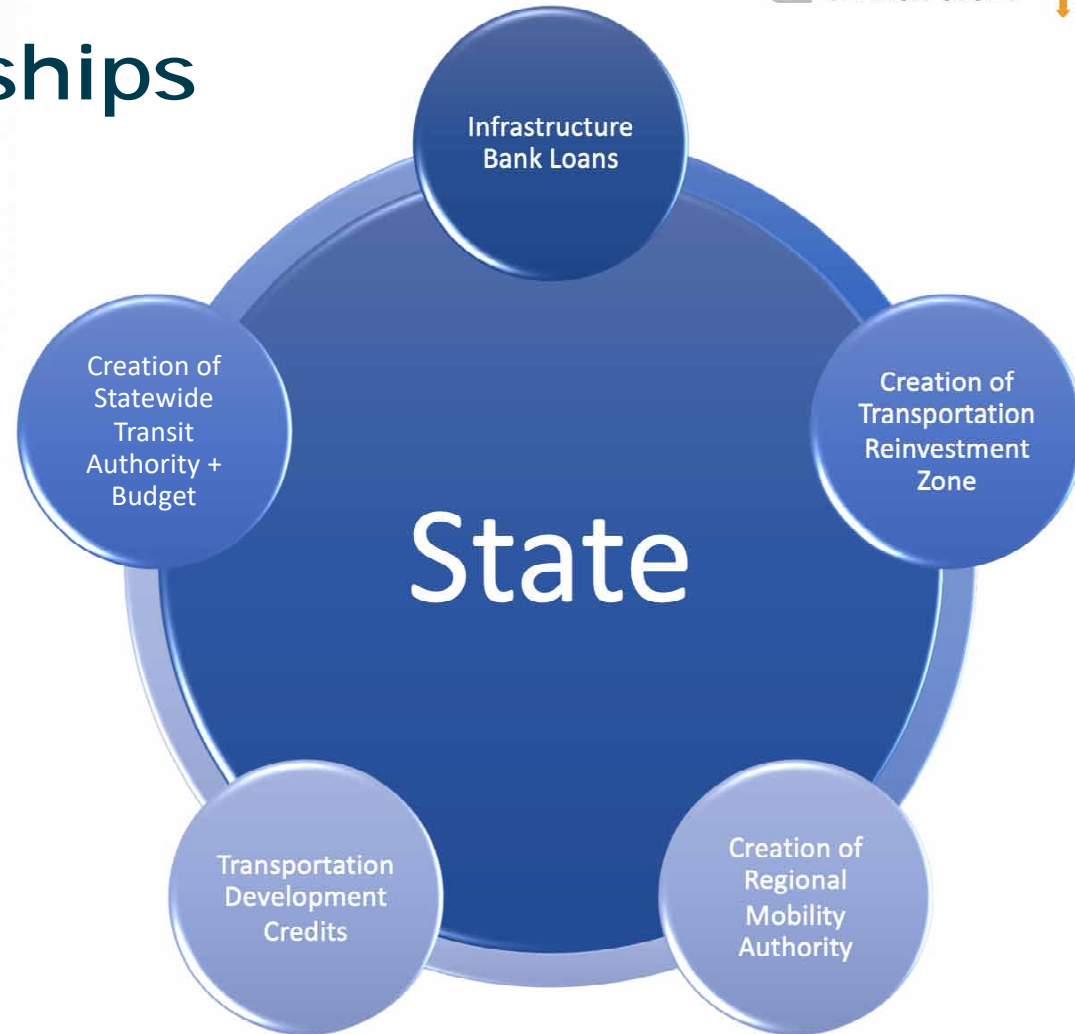 ships
Infrastructure
Bank Loans
Creation of
Statewide
Transit
Authority +
Budget
Creation of
Transportation
Reinvestment
Zone
State
Transportation
Development
Credits
Creation of
Regional
Mobility
Authority